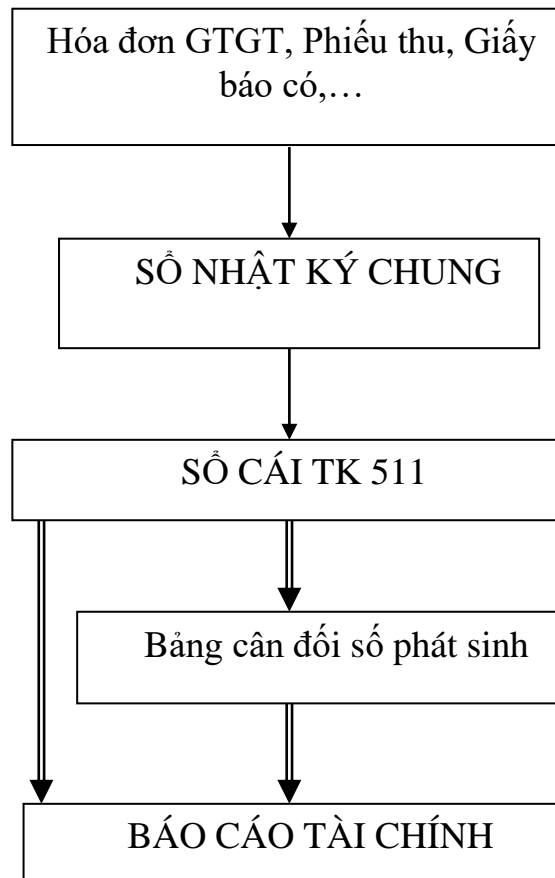 Hóa đơn GTGT, Phiếu thu, Giấy
báo có,…
SỔ NHẬT KÝ CHUNG
SỔ CÁI TK 511
Bảng cân đối số phát sinh
BÁO CÁO TÀI CHÍNH